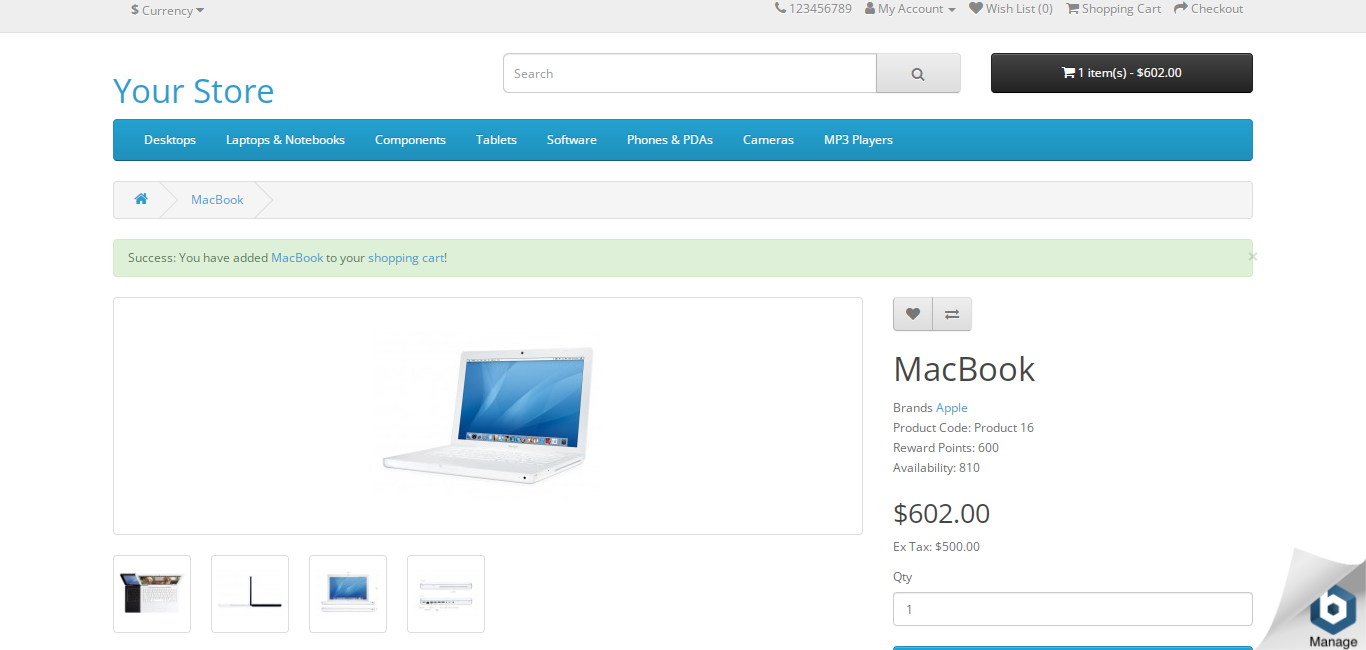 $ Currency
123456789 My Account Wish List (0) Shopping Cart Checkout
Your Store
Search
1 item(s) - $602.00
Desktops Laptops & Notebooks Components Tablets Software Phones & PDAs Cameras MP3 Players
MacBook
Success: You have added MacBook to your shopping cart!
×
MacBook
Brands Apple
Product Code: Product 16
Reward Points: 600
Availability: 810
$602.00
Ex Tax: $500.00
Qty
1
Manage